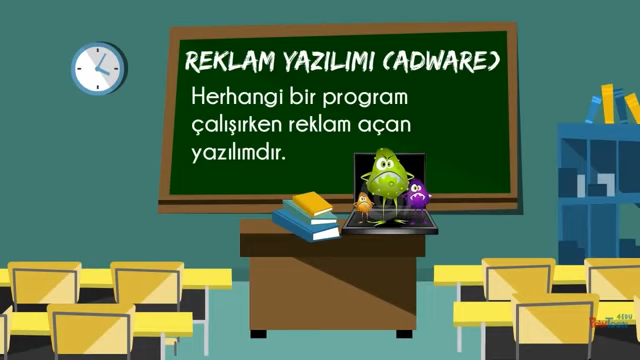 REKLAM YAZILIMI (ADWARE)
Herhangi bir program
çalışırken reklam açan
yazılımdır.